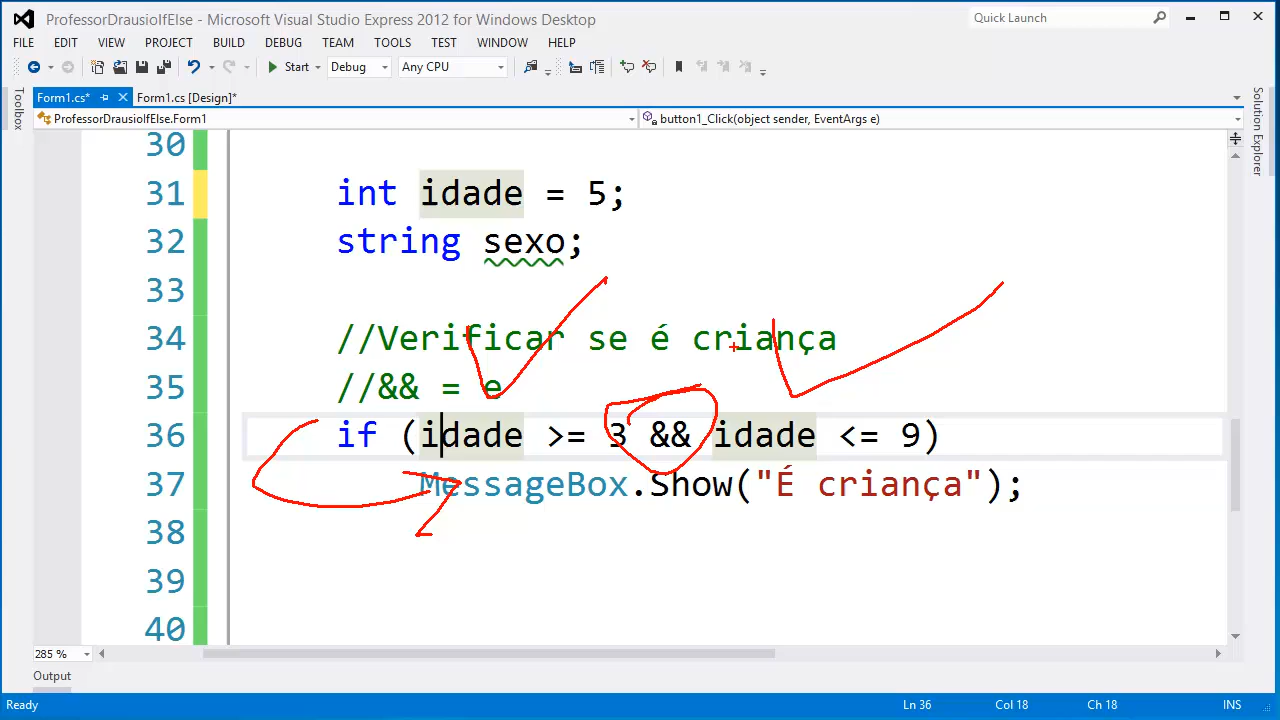 ProfessorDrausioIfElse - Microsoft Visual Studio Express 2012 for Windows Desktop
Quick Launch
FILE EDIT VIEW PROJECT BUILD DEBUG TEAM TOOLS TEST WINDOW HELP
Start Debug Any CPU
Form1.cs* Form1.cs [Design]*
ProfessorDrausioIfElse.Form1 button1_Click(object sender, EventArgs e)
Toolbox
Solution Explorer
30
31 int idade = 5;
32 string sexo;
33
34 //Verificar se é criança
35 //&& = e
36 if (idade >= 3 && idade <= 9)
37 MessageBox.Show("É criança");
38
39
40
285 %
Output
Ready Ln 36 Col 18 Ch 18 INS